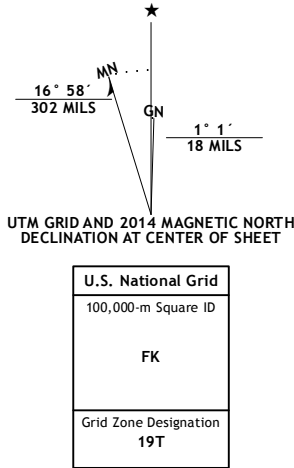 MN
16° 58´
302 MILS
GN
1° 1´
18 MILS
UTM GRID AND 2014 MAGNETIC NORTH
DECLINATION AT CENTER OF SHEET
U.S. National Grid
100,000-m Square ID
FK
Grid Zone Designation
19T